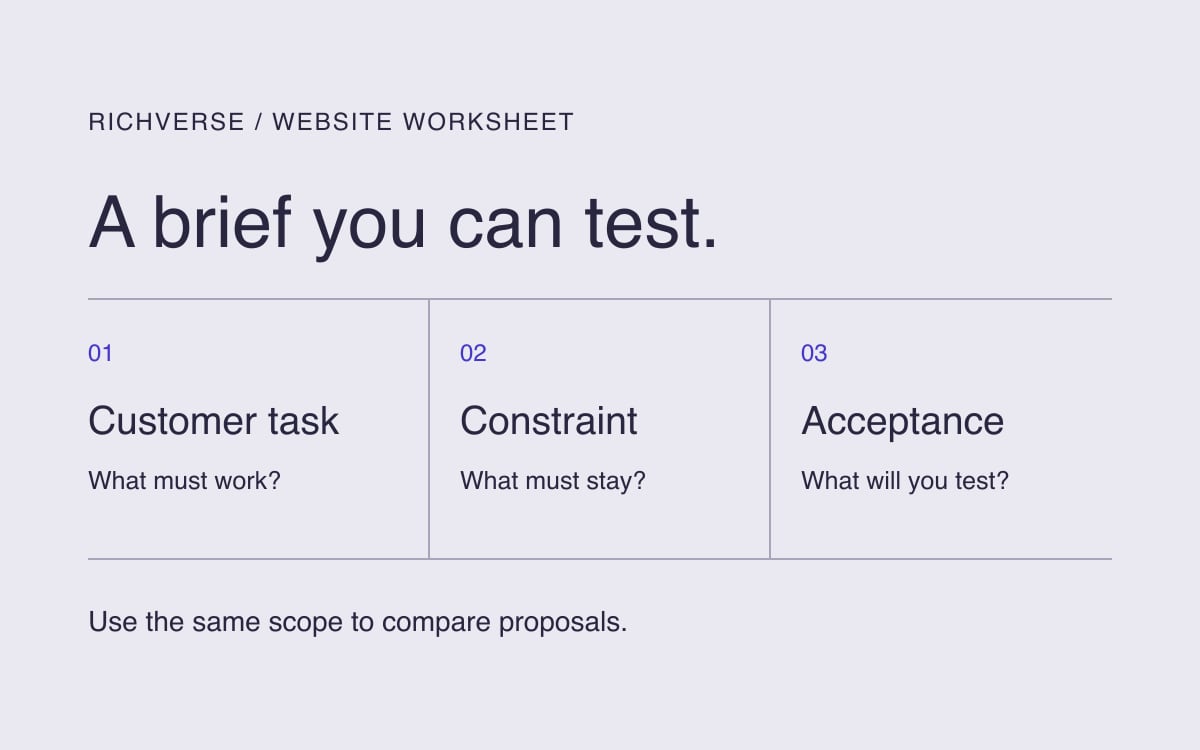 RICHVERSE / WEBSITE WORKSHEET
A brief you can test.
01
Customer task
What must work?
02
Constraint
What must stay?
03
Acceptance
What will you test?
Use the same scope to compare proposals.